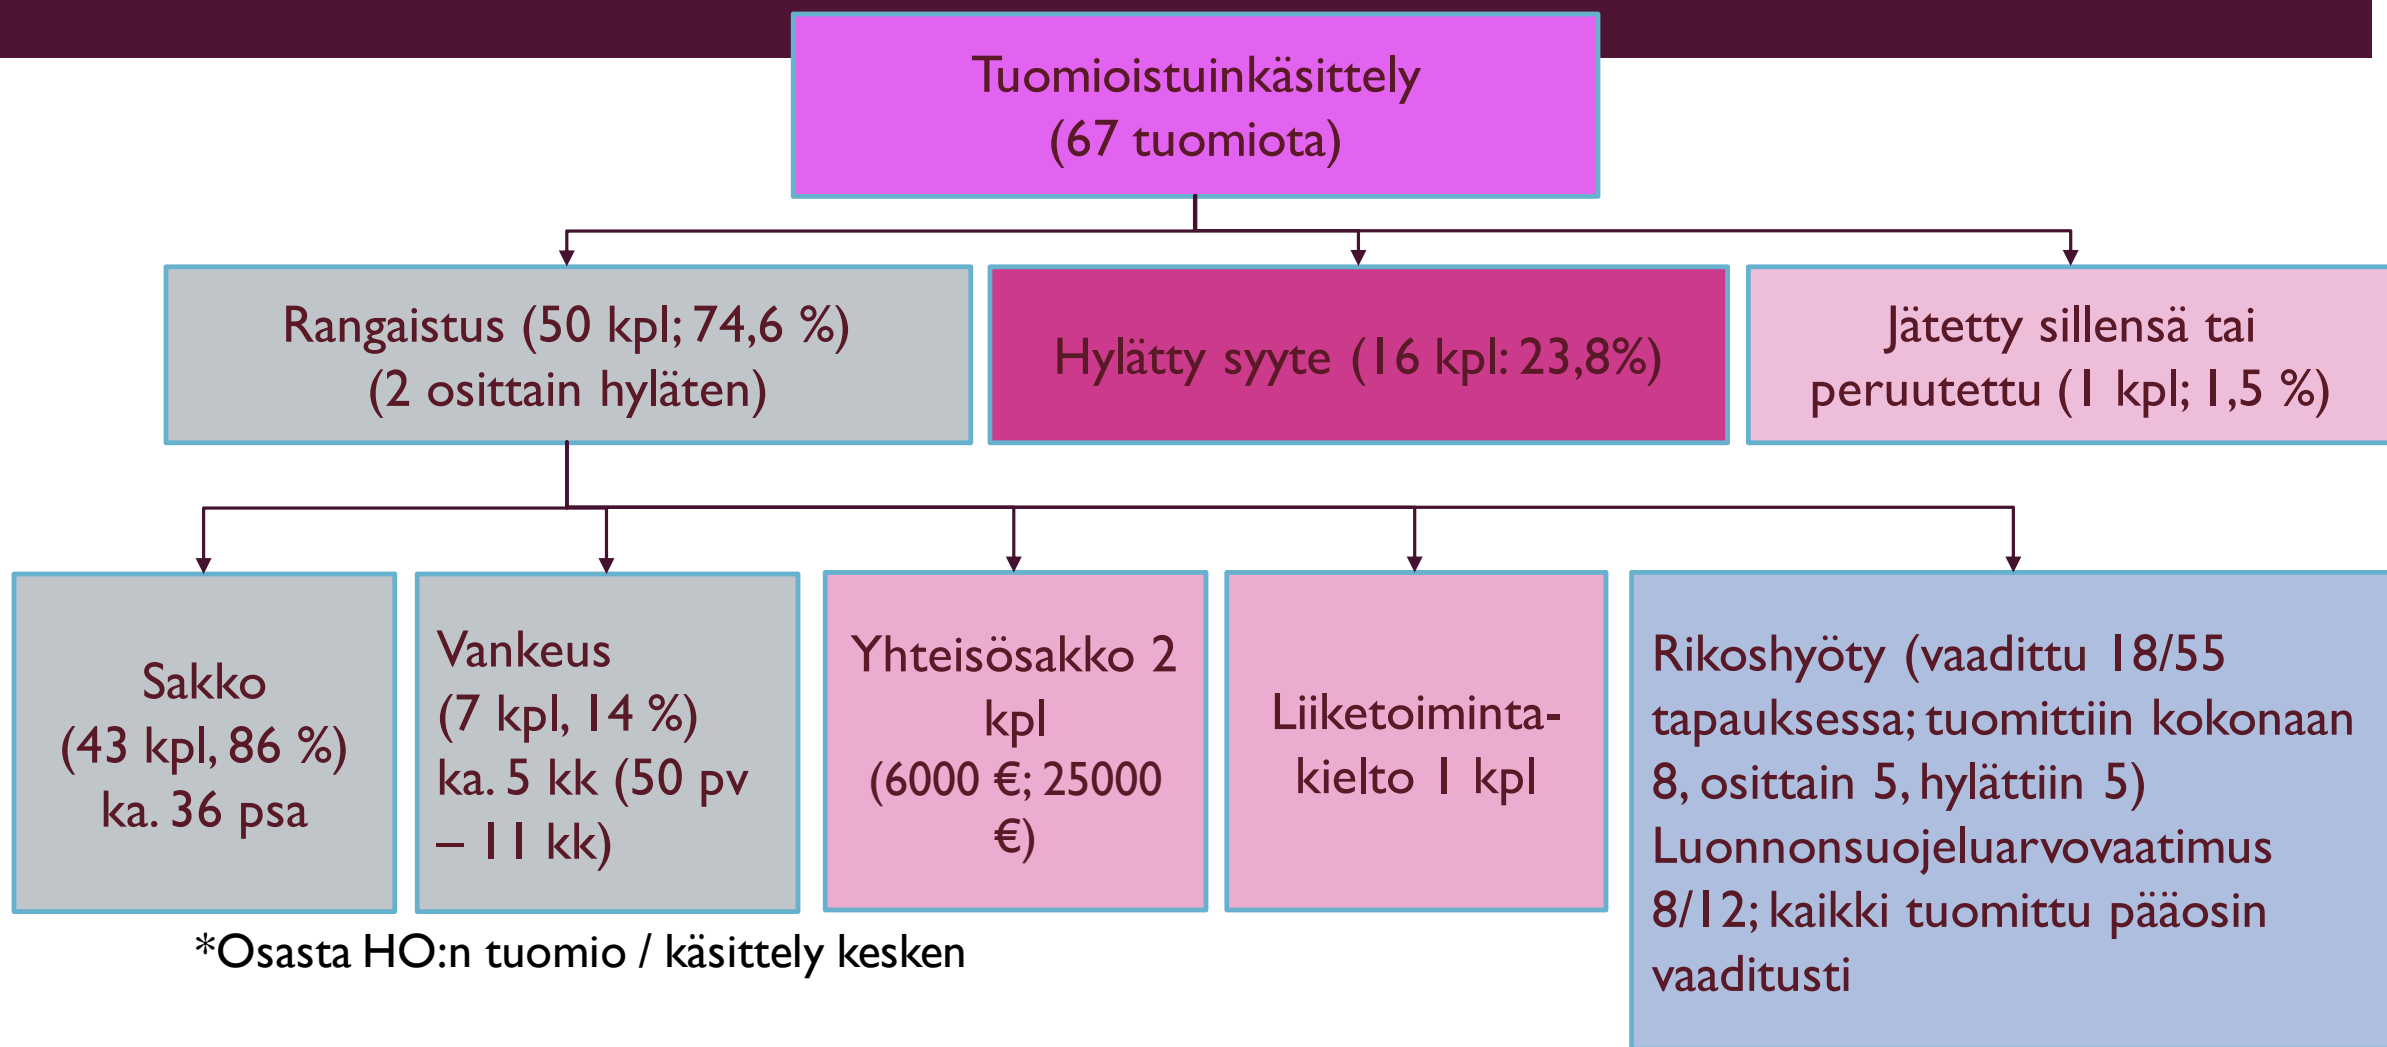 Tuomioistuinkäsittely
(67 tuomiota)
Rangaistus (50 kpl; 74,6 %)
(2 osittain hyläten)
Hylätty syyte (16 kpl: 23,8%)
Jätetty sillensä tai
peruutettu (1 kpl; 1,5 %)
Sakko
(43 kpl, 86 %)
ka. 36 psa
Vankeus
(7 kpl, 14 %)
ka. 5 kk (50 pv
– 11 kk)
Yhteisösakko 2
kpl
(6000 €; 25000
€)
Liiketoiminta-
kielto 1 kpl
Rikoshyöty (vaadittu 18/55
tapauksessa; tuomittiin kokonaan
8, osittain 5, hylättiin 5)
Luonnonsuojeluarvovaatimus
8/12; kaikki tuomittu pääosin
vaaditusti
*Osasta HO:n tuomio / käsittely kesken